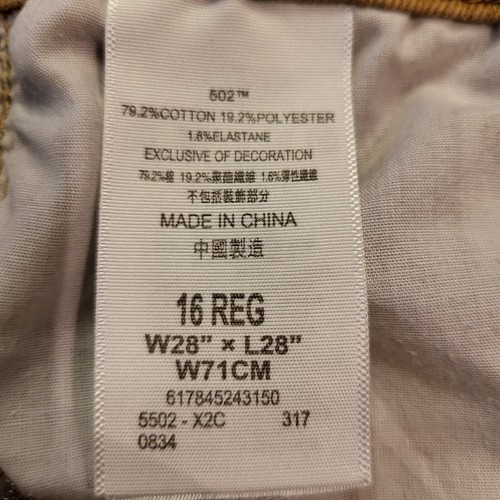 502™
79.2%COTTON 19.2%POLYESTER
1.6%ELASTANE
EXCLUSIVE OF DECORATION
79.2%棉 19.2%聚酯纖維 1.6%彈性纖維
不包括裝飾部分
MADE IN CHINA
中國製造
16 REG
W28” × L28”
W71CM
617845243150
5502 - X2C 317
0834